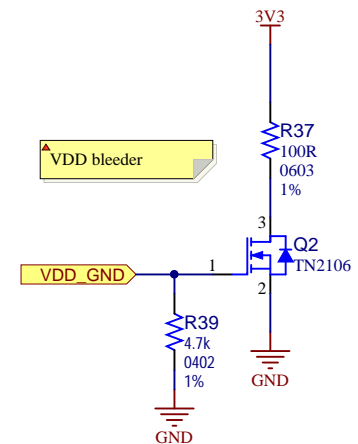 3V3
R37
100R
0603
1%
VDD bleeder
3
Q2
TN2106
1
2
VDD_GND
R39
4.7k
0402
1%
GND
GND